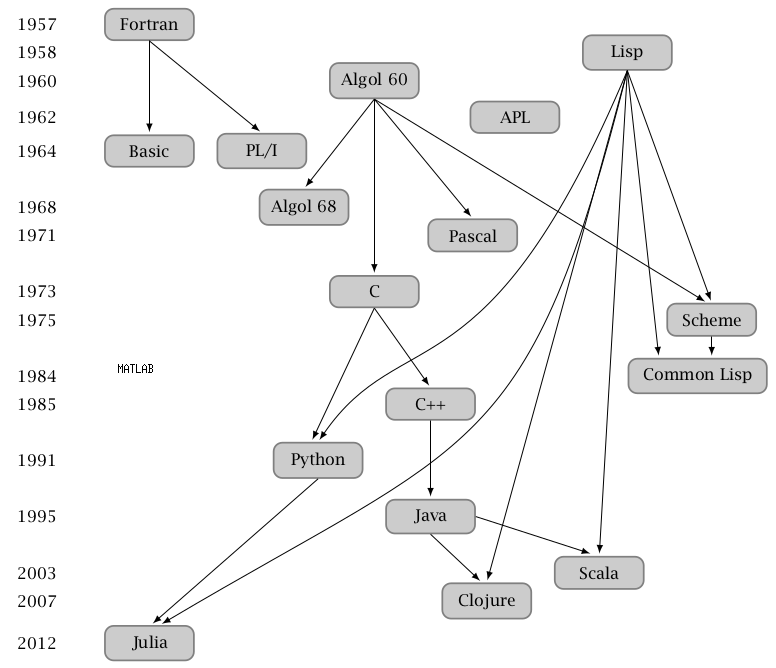 1957 Fortran
1958 Lisp
1960 Algol 60
1962 APL
1964 Basic PL/I
1968 Algol 68
1971 Pascal
1973 C
1975 Scheme
1984 MATLAB Common Lisp
1985 C++
1991 Python
1995 Java
2003 Scala
2007 Clojure
2012 Julia